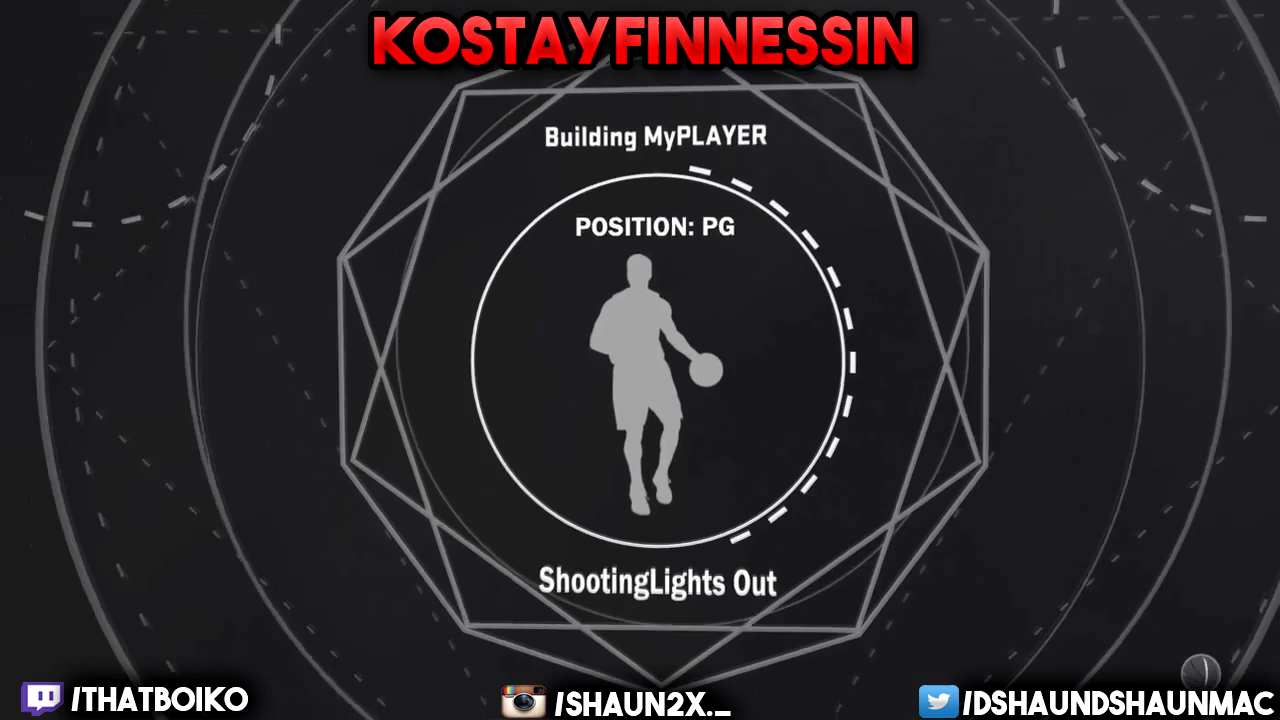 KOSTAYFINNESSIN
Building MyPLAYER
POSITION: PG
ShootingLights Out
/THATBOIKO
/SHAUN2X._
/DSHAUNDSHAUNMAC